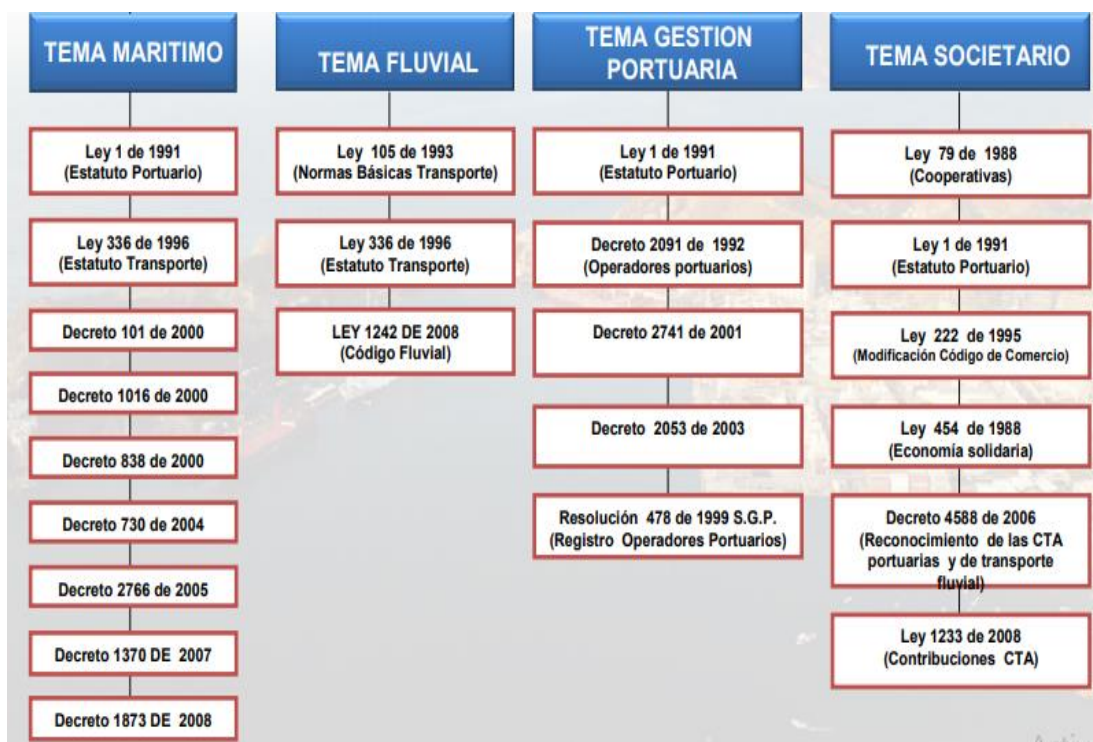 TEMA MARITIMO
Ley 1 de 1991
(Estatuto Portuario)
Ley 336 de 1996
(Estatuto Transporte)
Decreto 101 de 2000
Decreto 1016 de 2000
Decreto 838 de 2000
Decreto 730 de 2004
Decreto 2766 de 2005
Decreto 1370 DE 2007
Decreto 1873 DE 2008
TEMA FLUVIAL
Ley 105 de 1993
(Normas Básicas Transporte)
Ley 336 de 1996
(Estatuto Transporte)
LEY 1242 DE 2008
(Código Fluvial)
TEMA GESTION
PORTUARIA
Ley 1 de 1991
(Estatuto Portuario)
Decreto 2091 de 1992
(Operadores portuarios)
Decreto 2741 de 2001
Decreto 2053 de 2003
Resolución 478 de 1999 S.G.P.
(Registro Operadores Portuarios)
TEMA SOCIETARIO
Ley 79 de 1988
(Cooperativas)
Ley 1 de 1991
(Estatuto Portuario)
Ley 222 de 1995
(Modificación Código de Comercio)
Ley 454 de 1988
(Economía solidaria)
Decreto 4588 de 2006
(Reconocimiento de las CTA
portuarias y de transporte
fluvial)
Ley 1233 de 2008
(Contribuciones CTA)